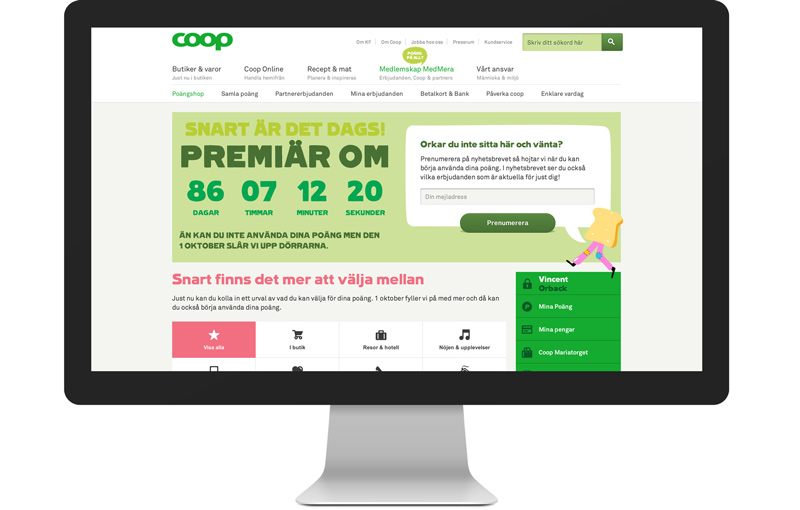 coop
Om KF
Om Coop
Jobba hos oss
Pressrum
Kundservice
Skriv ditt sökord här
POÄNG
PÅ ALLT
Butiker & varor
Just nu i butiken
Coop Online
Handla hemifrån
Recept & mat
Planera & inspireras
Medlemskap MedMera
Erbjudanden, Coop & partners
Vårt ansvar
Människa & miljö
Poängshop
Samla poäng
Partnererbjudanden
Mina erbjudanden
Betalkort & Bank
Påverka coop
Enklare vardag
SNART ÄR DET DAGS!
PREMIÄR OM
86 07 12 20
DAGAR TIMMAR MINUTER SEKUNDER
ÄN KAN DU INTE ANVÄNDA DINA POÄNG MEN DEN
1 OKTOBER SLÅR VI UPP DÖRRARNA.
Orkar du inte sitta här och vänta?
Prenumerera på nyhetsbrevet så hojtar vi när du kan
börja använda dina poäng. I nyhetsbrevet ser du också
vilka erbjudanden som är aktuella för just dig!
Din mejladress
Prenumerera
Snart finns det mer att välja mellan
Just nu kan du kolla in ett urval av vad du kan välja för dina poäng. 1 oktober fyller vi på med mer och då kan
du också börja använda dina poäng.
Visa alla
I butik
Resor & hotell
Nöjen & upplevelser
Vincent
Orback
P
Mina Poäng
Mina pengar
Coop Mariatorget